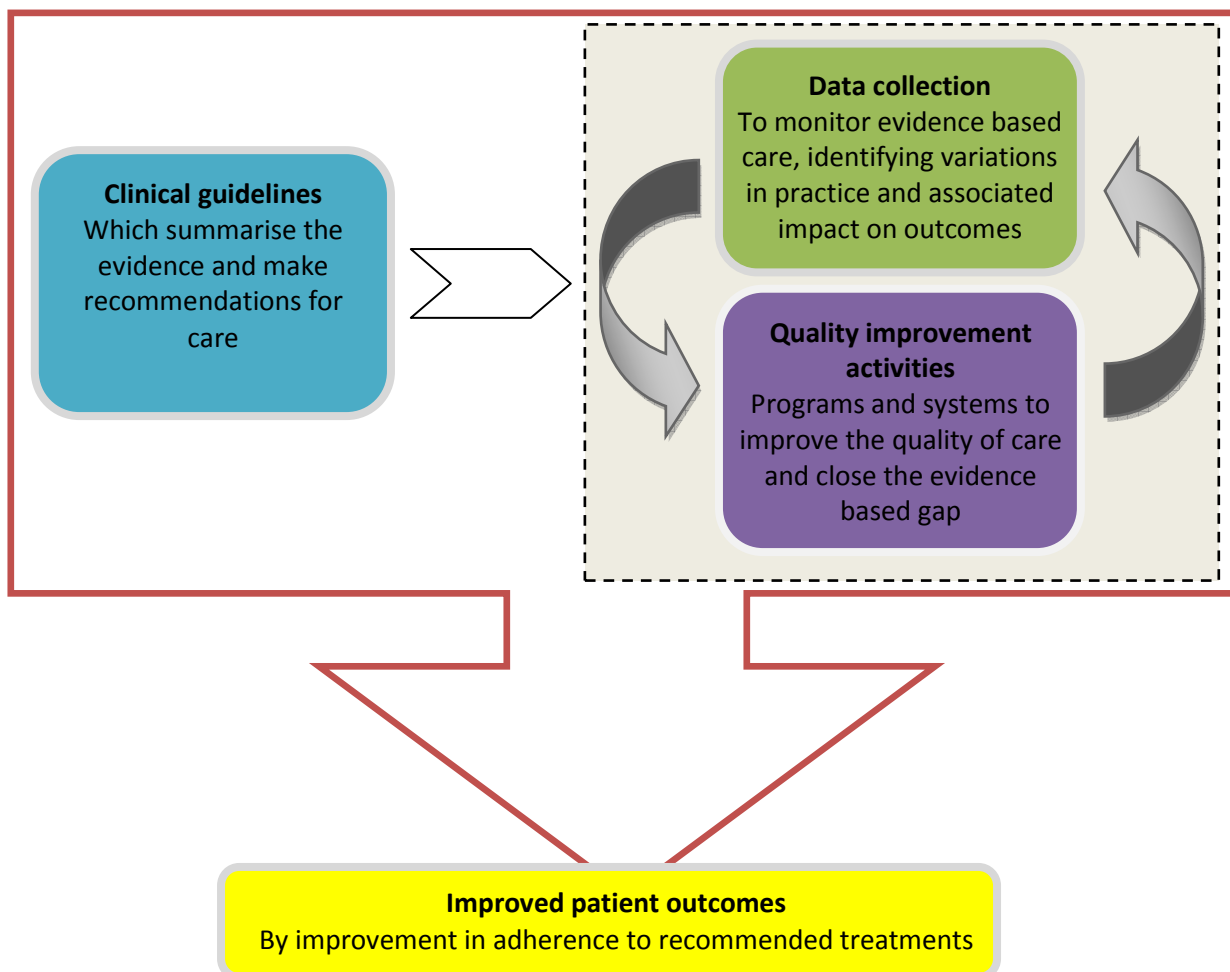 Clinical guidelines
Which summarise the
evidence and make
recommendations for
care
Data collection
To monitor evidence based
care, identifying variations
in practice and associated
impact on outcomes
Quality improvement
activities
Programs and systems to
improve the quality of care
and close the evidence
based gap
Improved patient outcomes
By improvement in adherence to recommended treatments